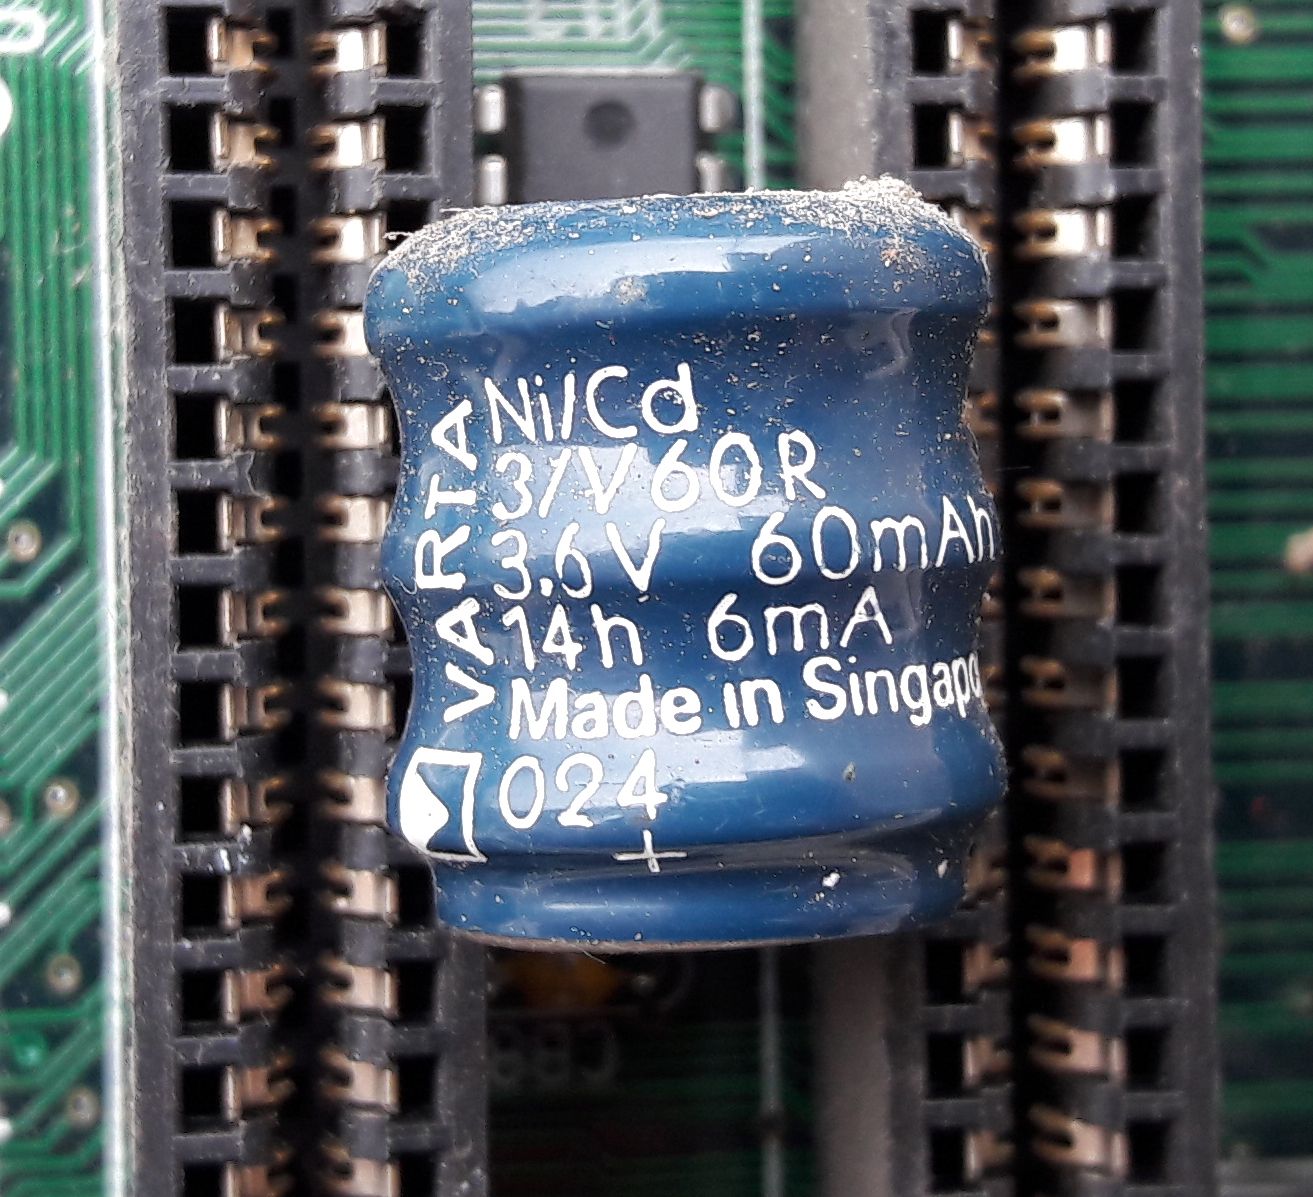 VARTA
Ni/Cd
3/V60R
3.6V 60mAh
14h 6mA
Made in Singapo
024
+